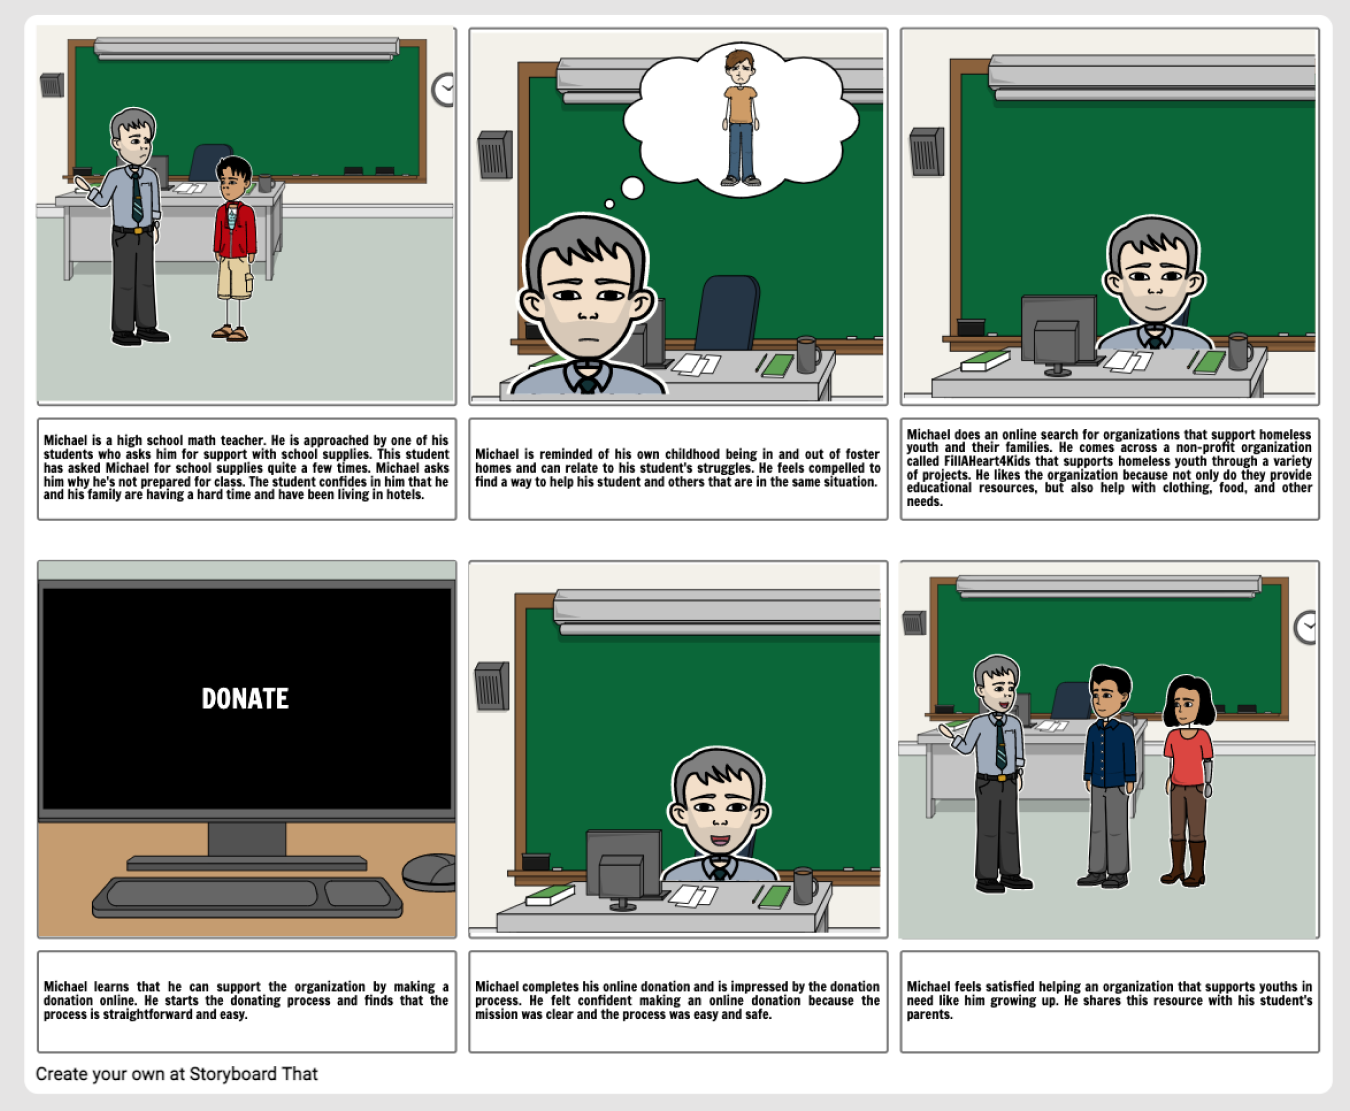 Michael is a high school math teacher. He is approached by one of his
students who asks him for support with school supplies. This student
has asked Michael for school supplies quite a few times. Michael asks
him why he's not prepared for class. The student confides in him that he
and his family are having a hard time and have been living in hotels.
Michael is reminded of his own childhood being in and out of foster
homes and can relate to his student's struggles. He feels compelled to
find a way to help his student and others that are in the same situation.
Michael does an online search for organizations that support homeless
youth and their families. He comes across a non-profit organization
called FillAHeart4Kids that supports homeless youth through a variety
of projects. He likes the organization because not only do they provide
educational resources, but also help with clothing, food, and other
needs.
DONATE
Michael learns that he can support the organization by making a
donation online. He starts the donating process and finds that the
process is straightforward and easy.
Michael completes his online donation and is impressed by the donation
process. He felt confident making an online donation because the
mission was clear and the process was easy and safe.
Michael feels satisfied helping an organization that supports youths in
need like him growing up. He shares this resource with his student's
parents.
Create your own at Storyboard That